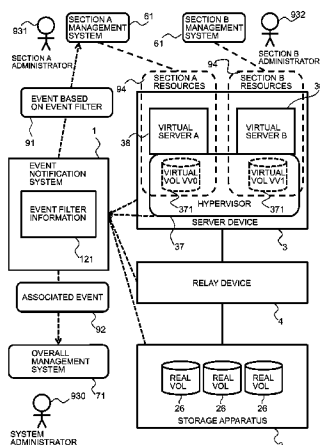 931
SECTION A
ADMINISTRATOR
SECTION A
MANAGEMENT
SYSTEM
61
61
SECTION B
MANAGEMENT
SYSTEM
932
SECTION B
ADMINISTRATOR
94
94
SECTION A
RESOURCES
SECTION B
RESOURCES
38
38
EVENT BASED
ON EVENT FILTER
91
1
VIRTUAL
SERVER A
VIRTUAL
SERVER B
EVENT
NOTIFICATION
SYSTEM
EVENT FILTER
INFORMATION
121
VIRTUAL
VOL VV0
VIRTUAL
VOL VV1
371
HYPERVISOR
371
SERVER DEVICE
37
3
ASSOCIATED EVENT
92
RELAY DEVICE
4
OVERALL
MANAGEMENT
SYSTEM
71
930
SYSTEM
ADMINISTRATOR
REAL
VOL
REAL
VOL
REAL
VOL
26
26
26
STORAGE APPARATUS